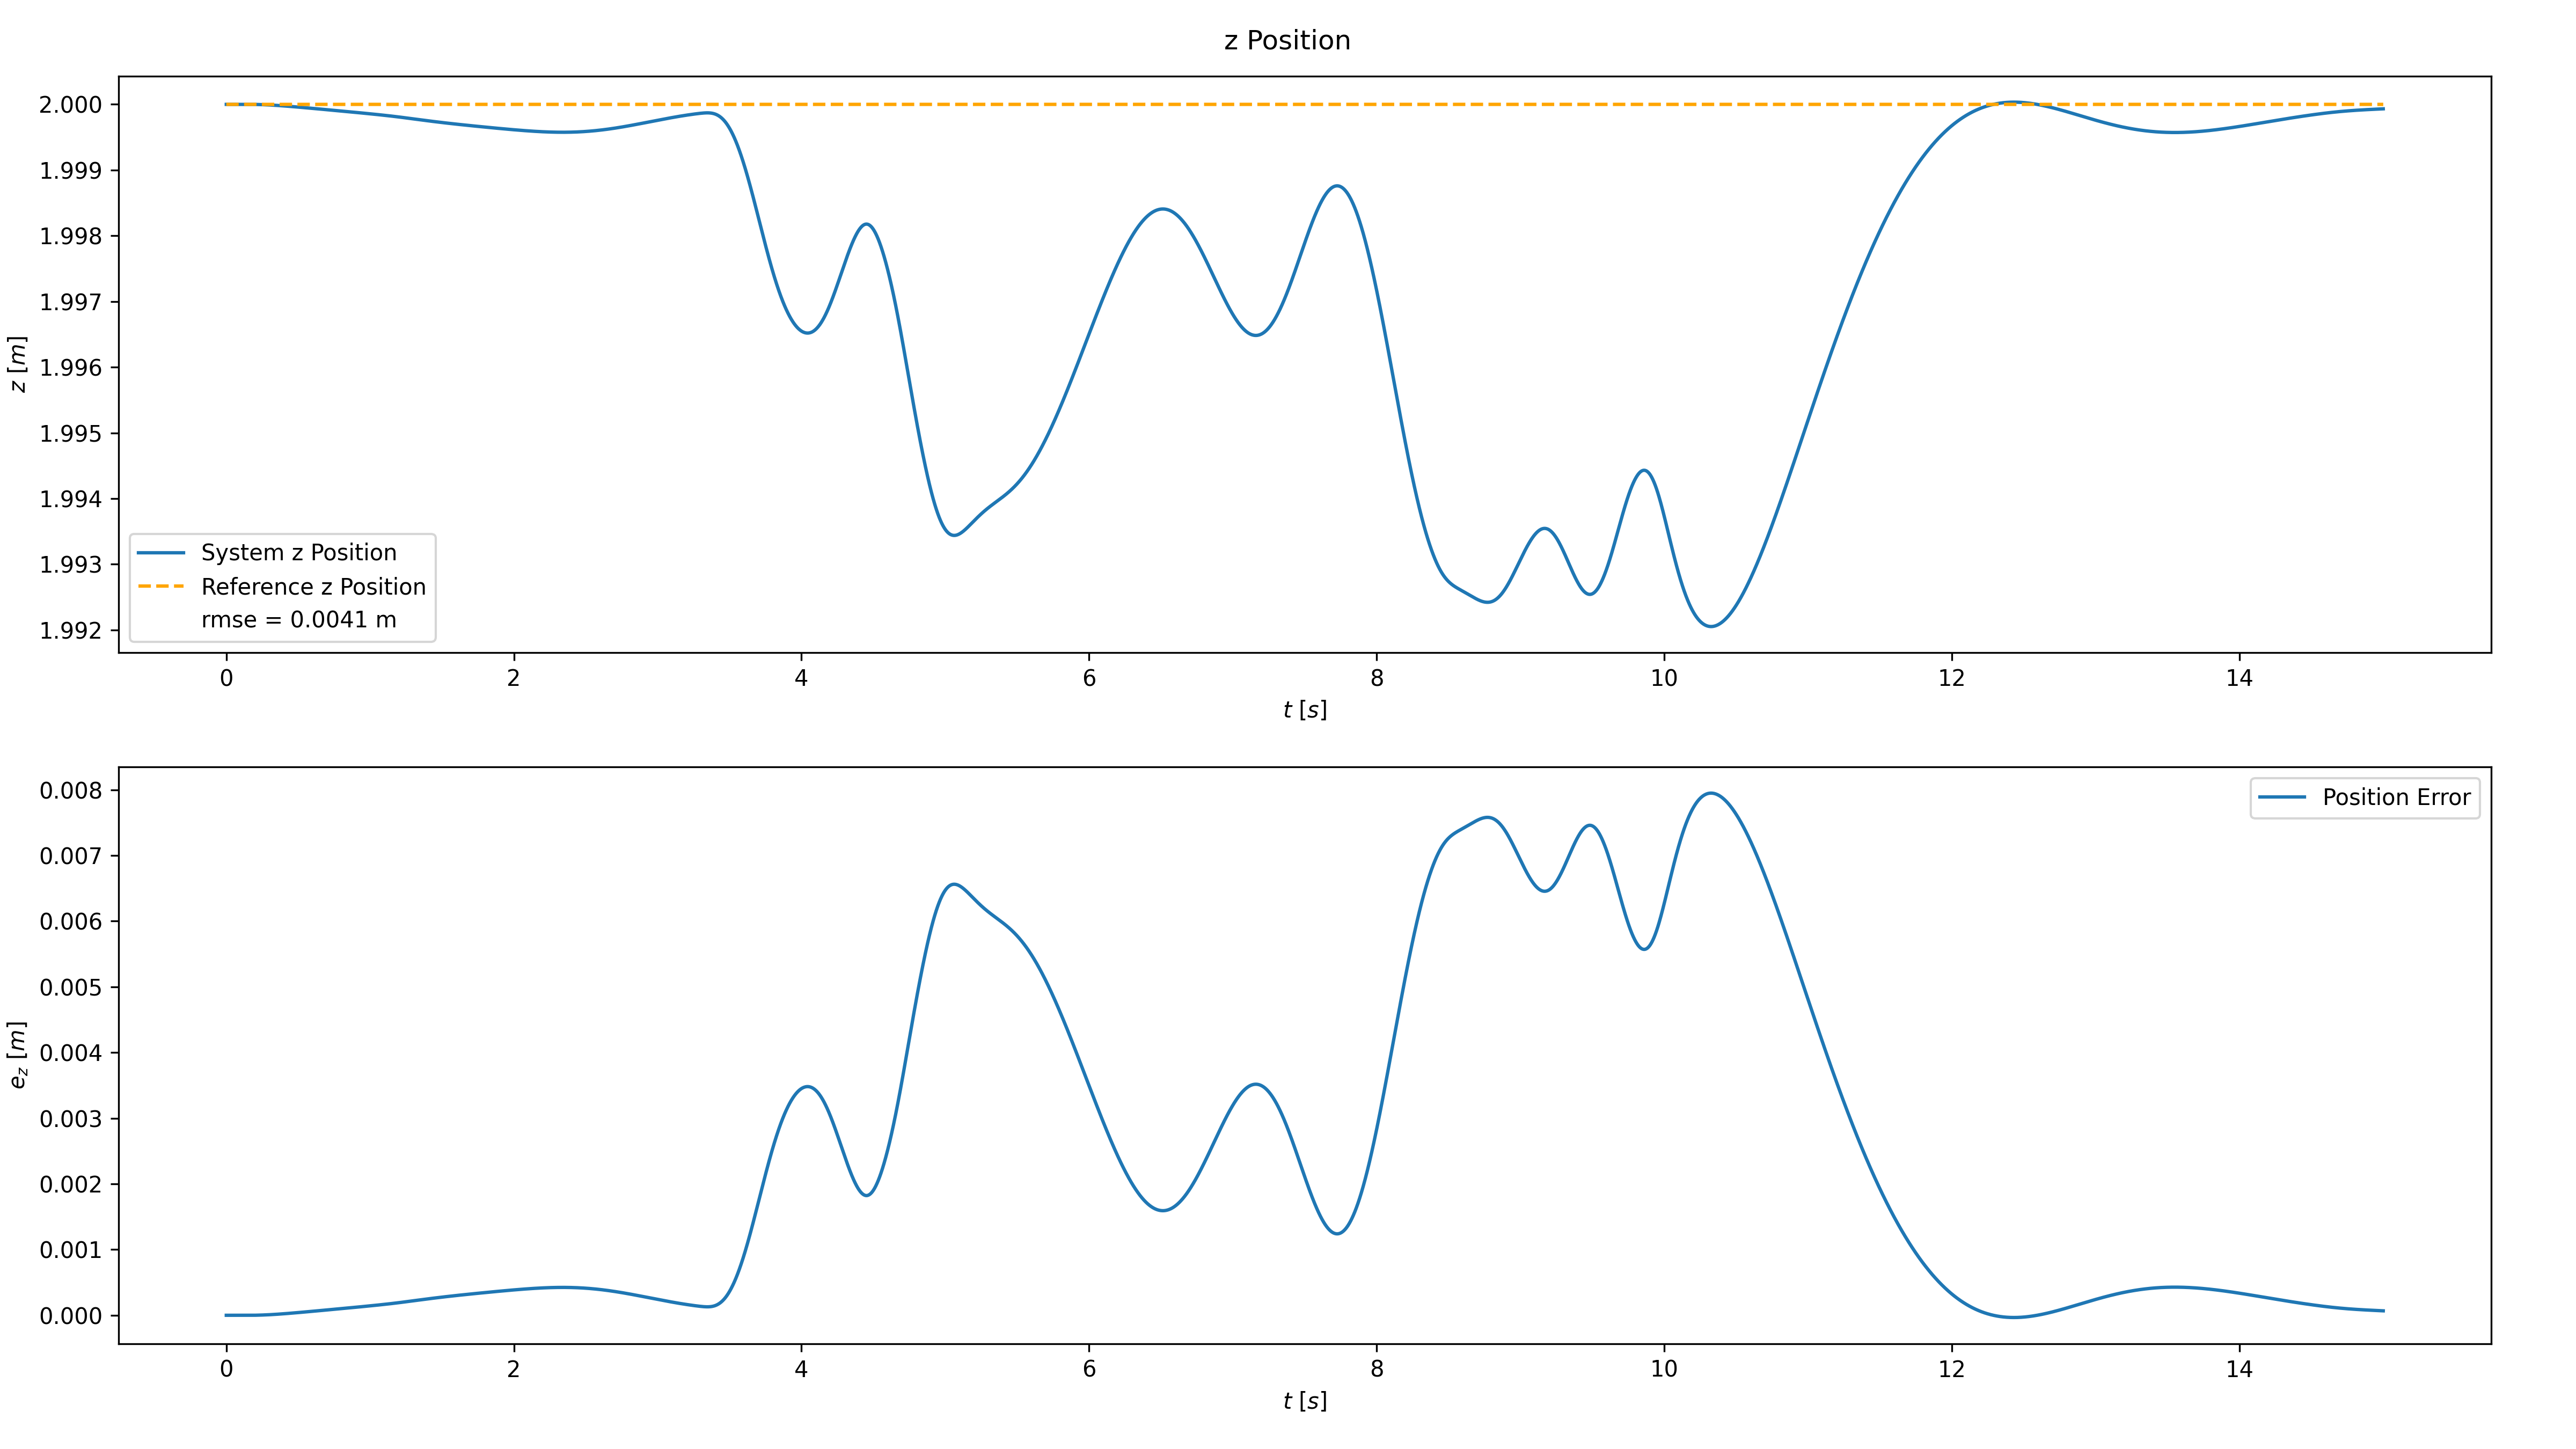 z Position
2.000
1.999
1.998
1.997
1.996
1.995
1.994
1.993
1.992
z [m]
System z Position
Reference z Position
rmse = 0.0041 m
0 2 4 6 8 10 12 14
t [s]
0.008
0.007
0.006
0.005
0.004
0.003
0.002
0.001
0.000
e_z [m]
Position Error
0 2 4 6 8 10 12 14
t [s]